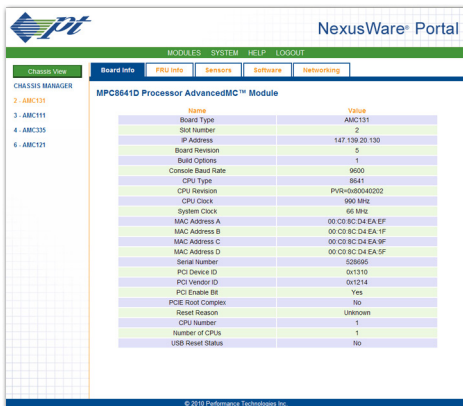 pt
NexusWare® Portal
MODULES SYSTEM HELP LOGOUT
Chassis View
Board Info FRU Info Sensors Software Networking
CHASSIS MANAGER
2 - AMC131
3 - AMC111
4 - AMC335
6 - AMC121
MPC8641D Processor AdvancedMC™ Module
Name Value
Board Type AMC131
Slot Number 2
IP Address 147.139.20.130
Board Revision 5
Build Options 1
Console Baud Rate 9600
CPU Type 8641
CPU Revision PVR=0x80040202
CPU Clock 990 MHz
System Clock 66 MHz
MAC Address A 00:C0:8C:D4:EA:EF
MAC Address B 00:C0:8C:D4:EA:1F
MAC Address C 00:C0:8C:D4:EA:9F
MAC Address D 00:C0:8C:D4:EA:5F
Serial Number 528695
PCI Device ID 0x1310
PCI Vendor ID 0x1214
PCI Enable Bit Yes
PCIE Root Complex No
Reset Reason Unknown
CPU Number 1
Number of CPUs 1
USB Reset Status No
© 2010 Performance Technologies Inc.